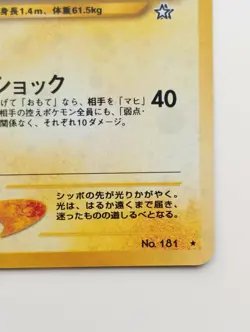 身長1.4m、体重61.5kg
ショック
げて「おもて」なら、相手を「マヒ」
相手の控えポケモン全員にも、「弱点・
関係なく、それぞれ10ダメージ。
40
シッポの先が光りかがやく。
光は、はるか遠くまで届き、
迷ったものの道しるべとなる。
No. 181 ★